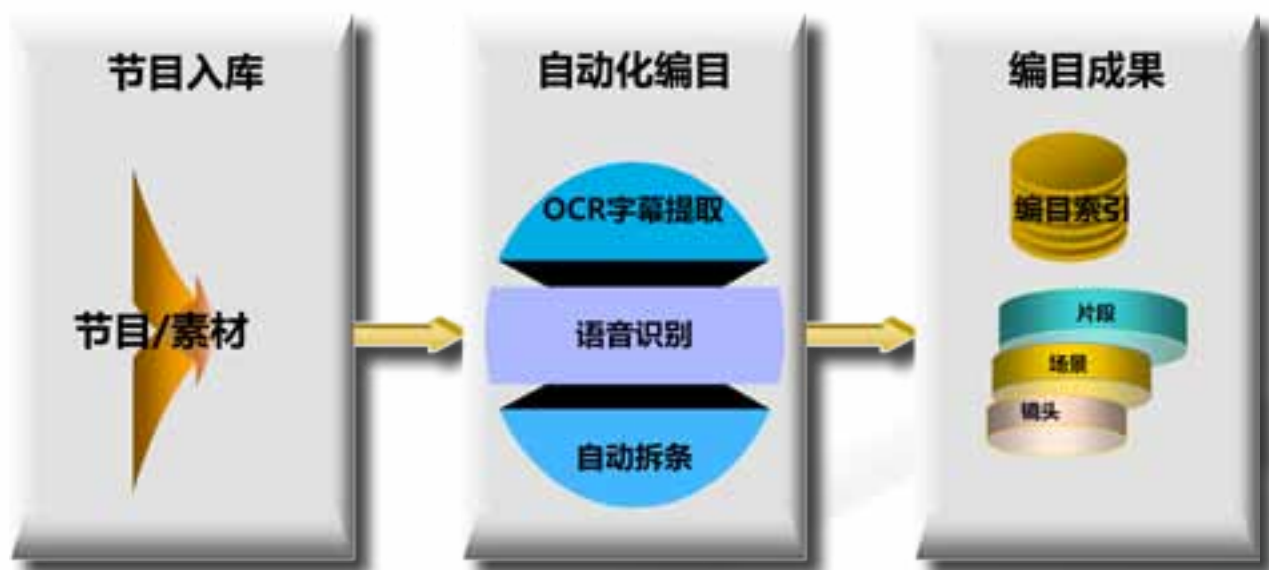 节目入库
节目/素材
自动化编目
OCR字幕提取
语音识别
自动拆条
编目成果
编目索引
片段
场景
镜头